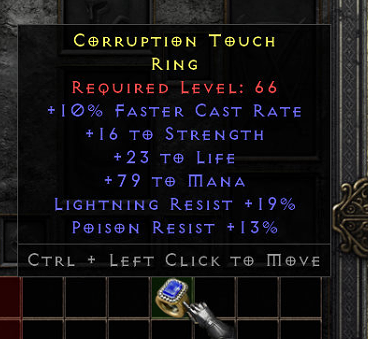 Corruption Touch
Ring
Required Level: 66
+10% Faster Cast Rate
+16 to Strength
+23 to Life
+79 to Mana
Lightning Resist +19%
Poison Resist +13%
Ctrl + Left Click to Move